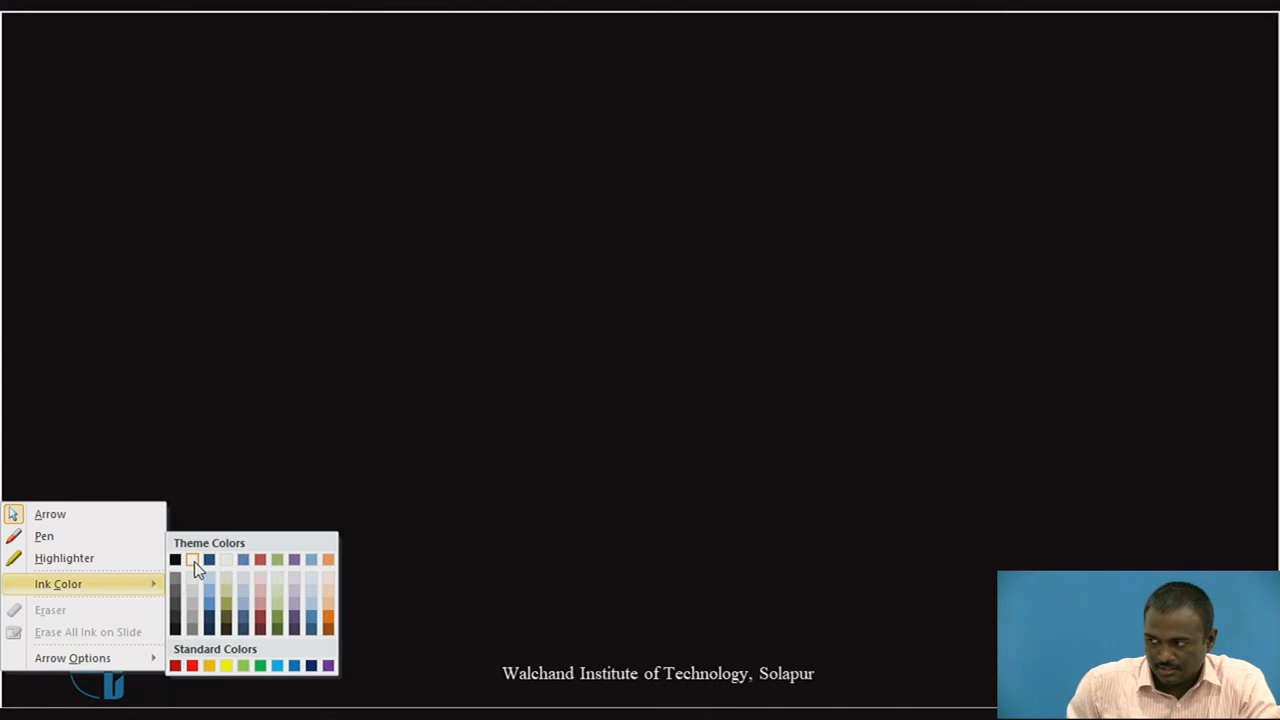 Arrow
Pen
Highlighter
Ink Color
Eraser
Erase All Ink on Slide
Arrow Options
Theme Colors
Standard Colors
Walchand Institute of Technology, Solapur